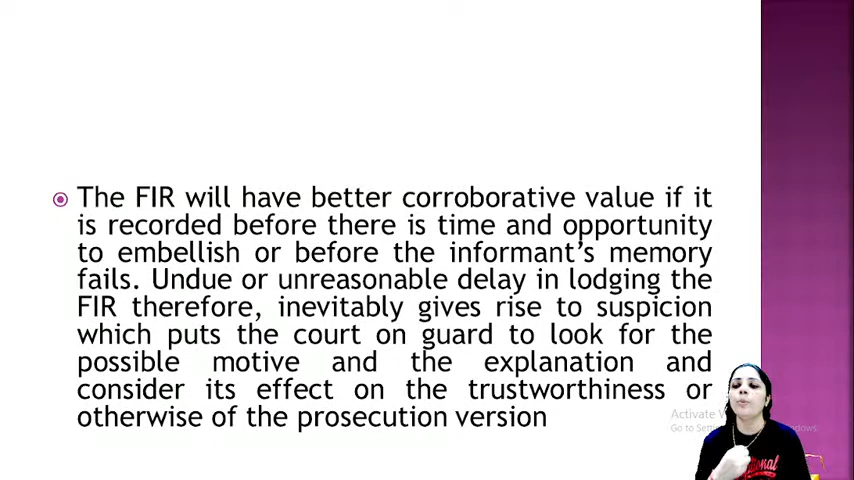 The FIR will have better corroborative value if it
is recorded before there is time and opportunity
to embellish or before the informant's memory
fails. Undue or unreasonable delay in lodging the
FIR therefore, inevitably gives rise to suspicion
which puts the court on guard to look for the
possible motive and the explanation and
consider its effect on the trustworthiness or
otherwise of the prosecution version
Activate
Go to